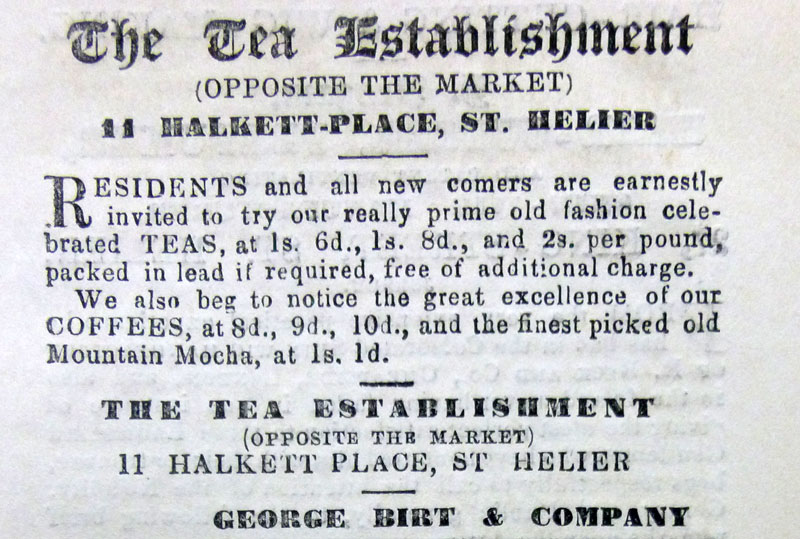 The Tea Establishment
(OPPOSITE THE MARKET)
11 HALKETT-PLACE, ST. HELIER
RESIDENTS and all new comers are earnestly
invited to try our really prime old fashion cele-
brated TEAS, at 1s. 6d., 1s. 8d., and 2s. per pound,
packed in lead if required, free of additional charge.
We also beg to notice the great excellence of our
COFFEES, at 8d., 9d., 10d., and the finest picked old
Mountain Mocha, at 1s. 1d.
THE TEA ESTABLISHMENT
(OPPOSITE THE MARKET)
11 HALKETT PLACE, ST HELIER
GEORGE BIRT & COMPANY